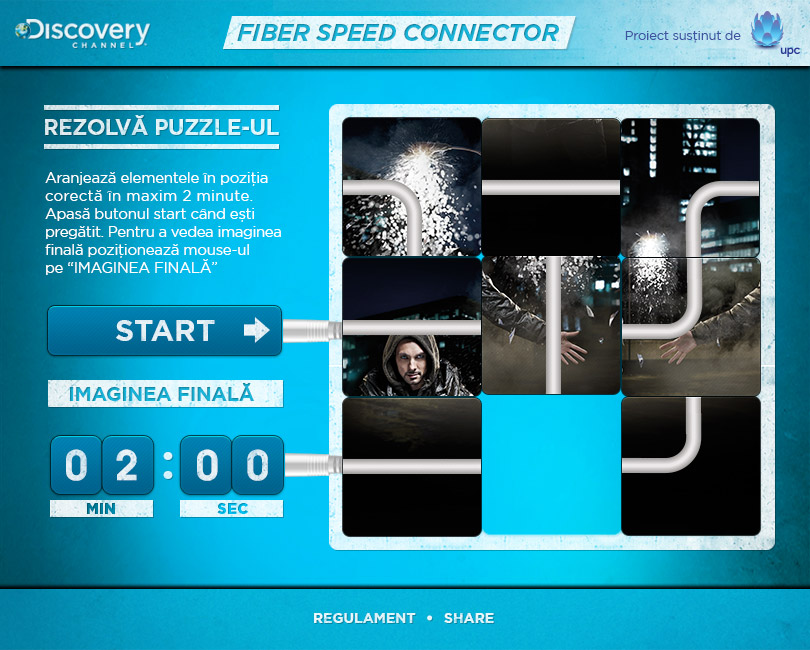 Discovery
CHANNEL
FIBER SPEED CONNECTOR
Proiect susținut de
upc
REZOLVĂ PUZZLE-UL
Aranjează elementele în poziția
corectă în maxim 2 minute.
Apasă butonul start când ești
pregătit. Pentru a vedea imaginea
finală poziționează mouse-ul
pe “IMAGINEA FINALĂ”
START
IMAGINEA FINALĂ
02:00
MIN SEC
REGULAMENT • SHARE